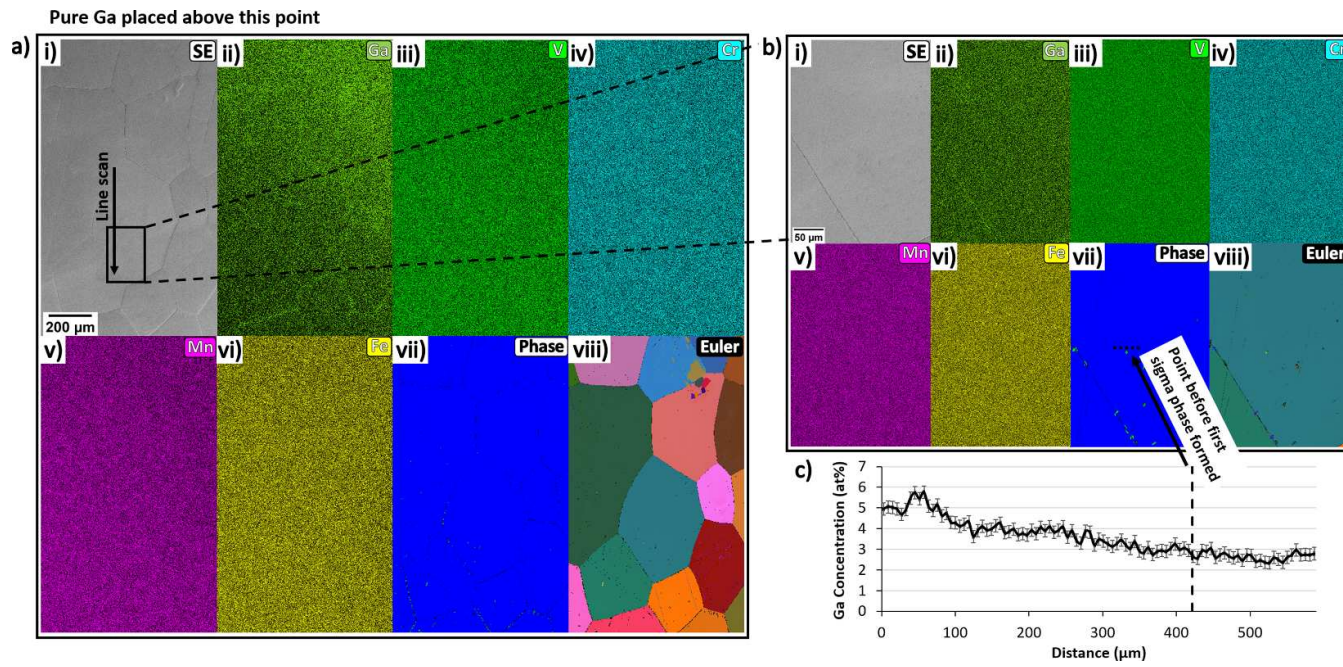 Pure Ga placed above this point
a)
i) SE
ii) Ga
iii) V
iv) Cr
Line scan
200 µm
v) Mn
vi) Fe
vii) Phase
viii) Euler
b)
i) SE
ii) Ga
iii) V
iv) Cr
50 µm
v) Mn
vi) Fe
vii) Phase
viii) Euler
Point before first
sigma phase formed
c)
Ga Concentration (at%)
7
6
5
4
3
2
1
0
0 100 200 300 400 500
Distance (µm)